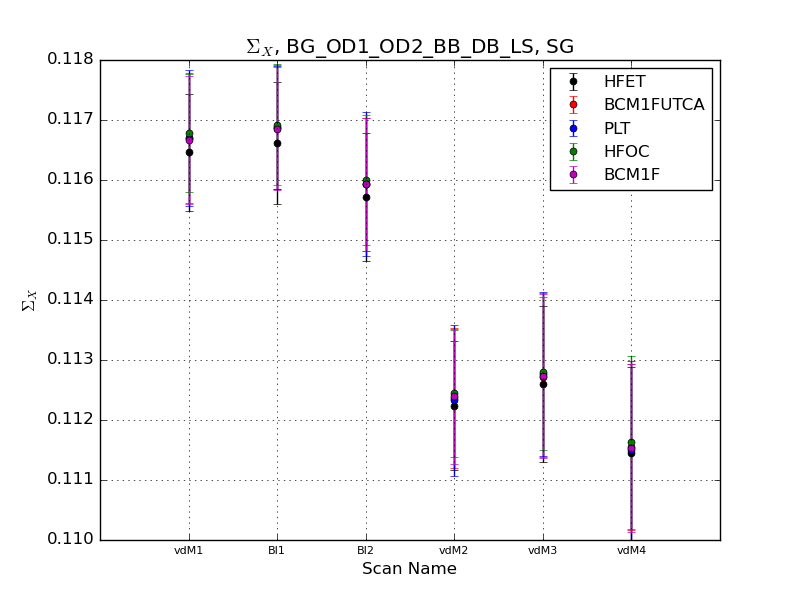 Σ_X, BG_OD1_OD2_BB_DB_LS, SG
0.118
0.117
0.116
0.115
0.114
0.113
0.112
0.111
0.110
Σ_X
HFET
BCM1FUTCA
PLT
HFOC
BCM1F
vdM1 BI1 BI2 vdM2 vdM3 vdM4
Scan Name